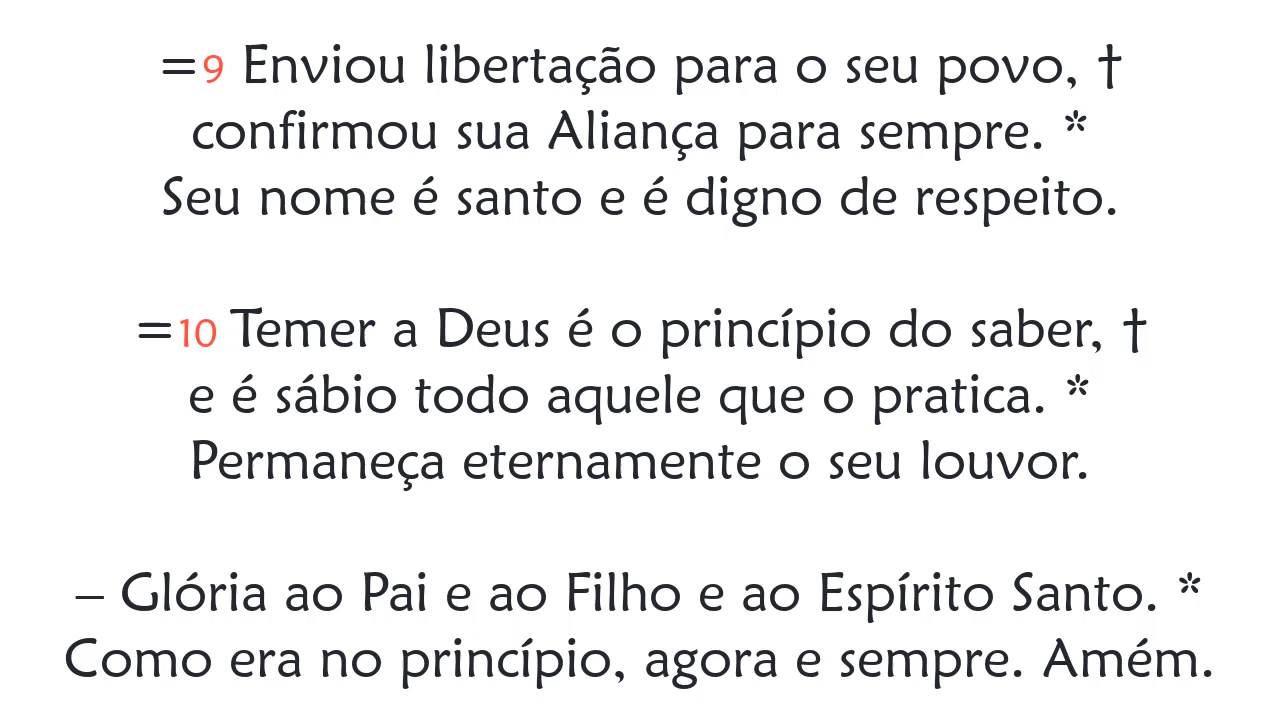 =9 Enviou libertação para o seu povo, †
confirmou sua Aliança para sempre. *
Seu nome é santo e é digno de respeito.
=10 Temer a Deus é o princípio do saber, †
e é sábio todo aquele que o pratica. *
Permaneça eternamente o seu louvor.
– Glória ao Pai e ao Filho e ao Espírito Santo. *
Como era no princípio, agora e sempre. Amém.